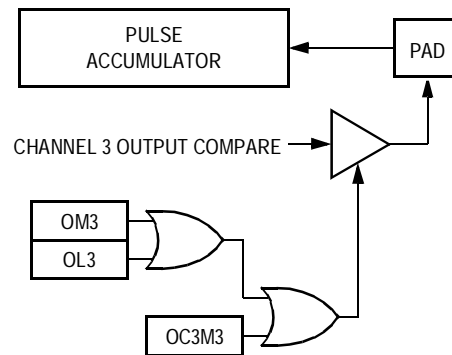 PULSE
ACCUMULATOR
PAD
CHANNEL 3 OUTPUT COMPARE
OM3
OL3
OC3M3